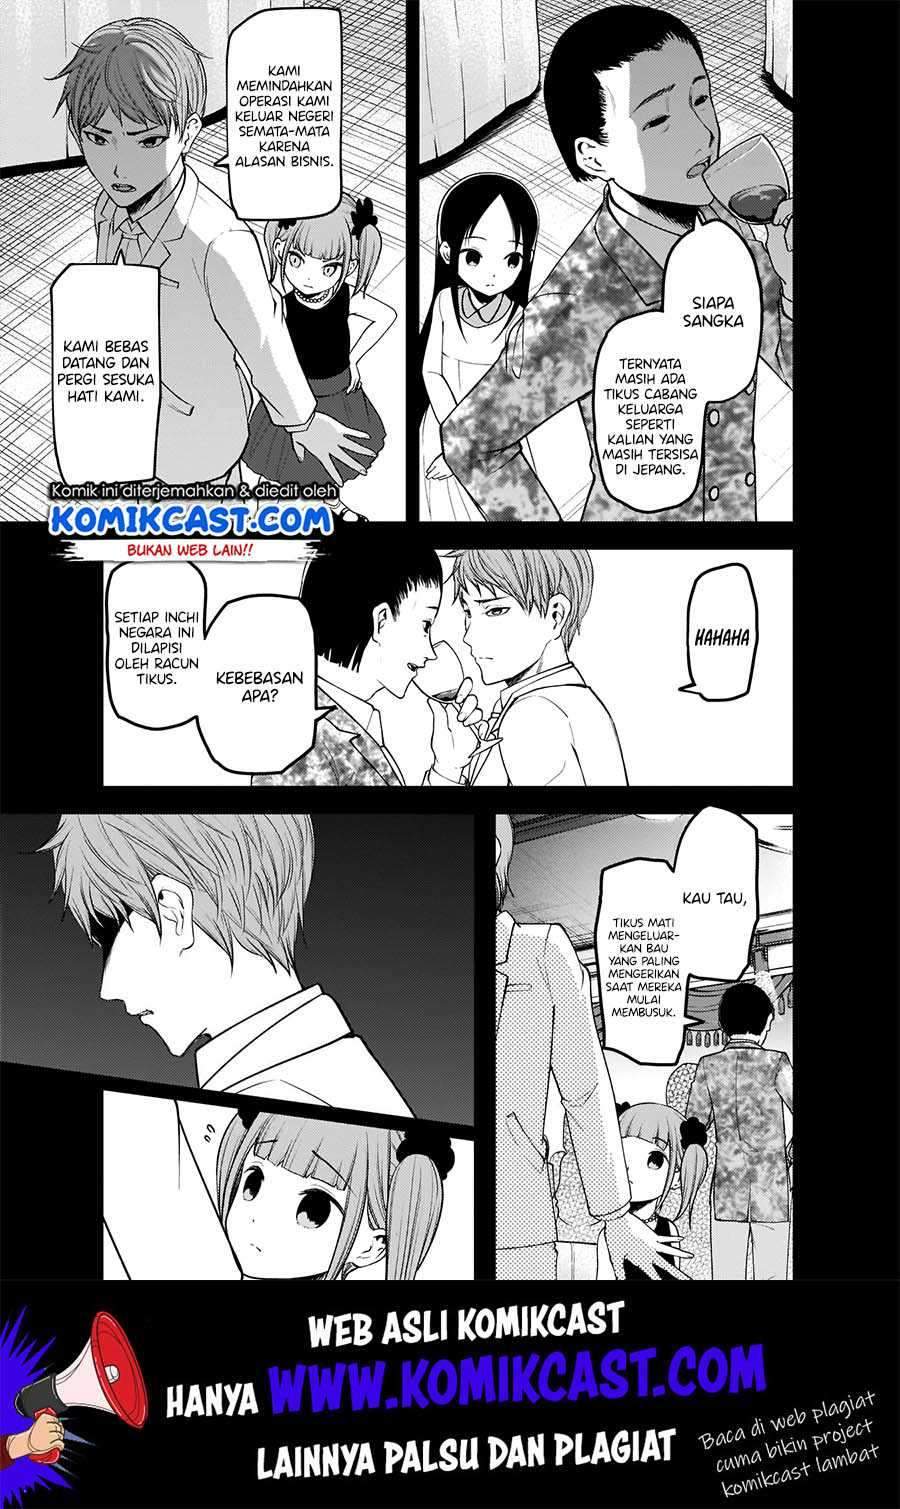 SIAPA
SANGKA
TERNYATA
MASIH ADA
TIKUS CABANG
KELUARGA
SEPERTI
KALIAN YANG
MASIH TERSISA
DI JEPANG.
KAMI
MEMINDAHKAN
OPERASI KAMI
KELUAR NEGERI
SEMATA-MATA
KARENA
ALASAN BISNIS.
KAMI BEBAS
DATANG DAN
PERGI SESUKA
HATI KAMI.
Komik ini diterjemahkan & diedit oleh
KOMIKCAST.COM
BUKAN WEB LAIN!!
HAHAHA
KEBEBASAN
APA?
SETIAP INCHI
NEGARA INI
DILAPISI
OLEH RACUN
TIKUS.
KAU TAU,
TIKUS MATI
MENGELUAR-
KAN BAU
YANG PALING
MENGERIKAN
SAAT MEREKA
MULAI
MEMBUSUK.
WEB ASLI KOMIKCAST
HANYA WWW.KOMIKCAST.COM
LAINNYA PALSU DAN PLAGIAT
Baca di web plagiat
cuma bikin project
komikcast lambat